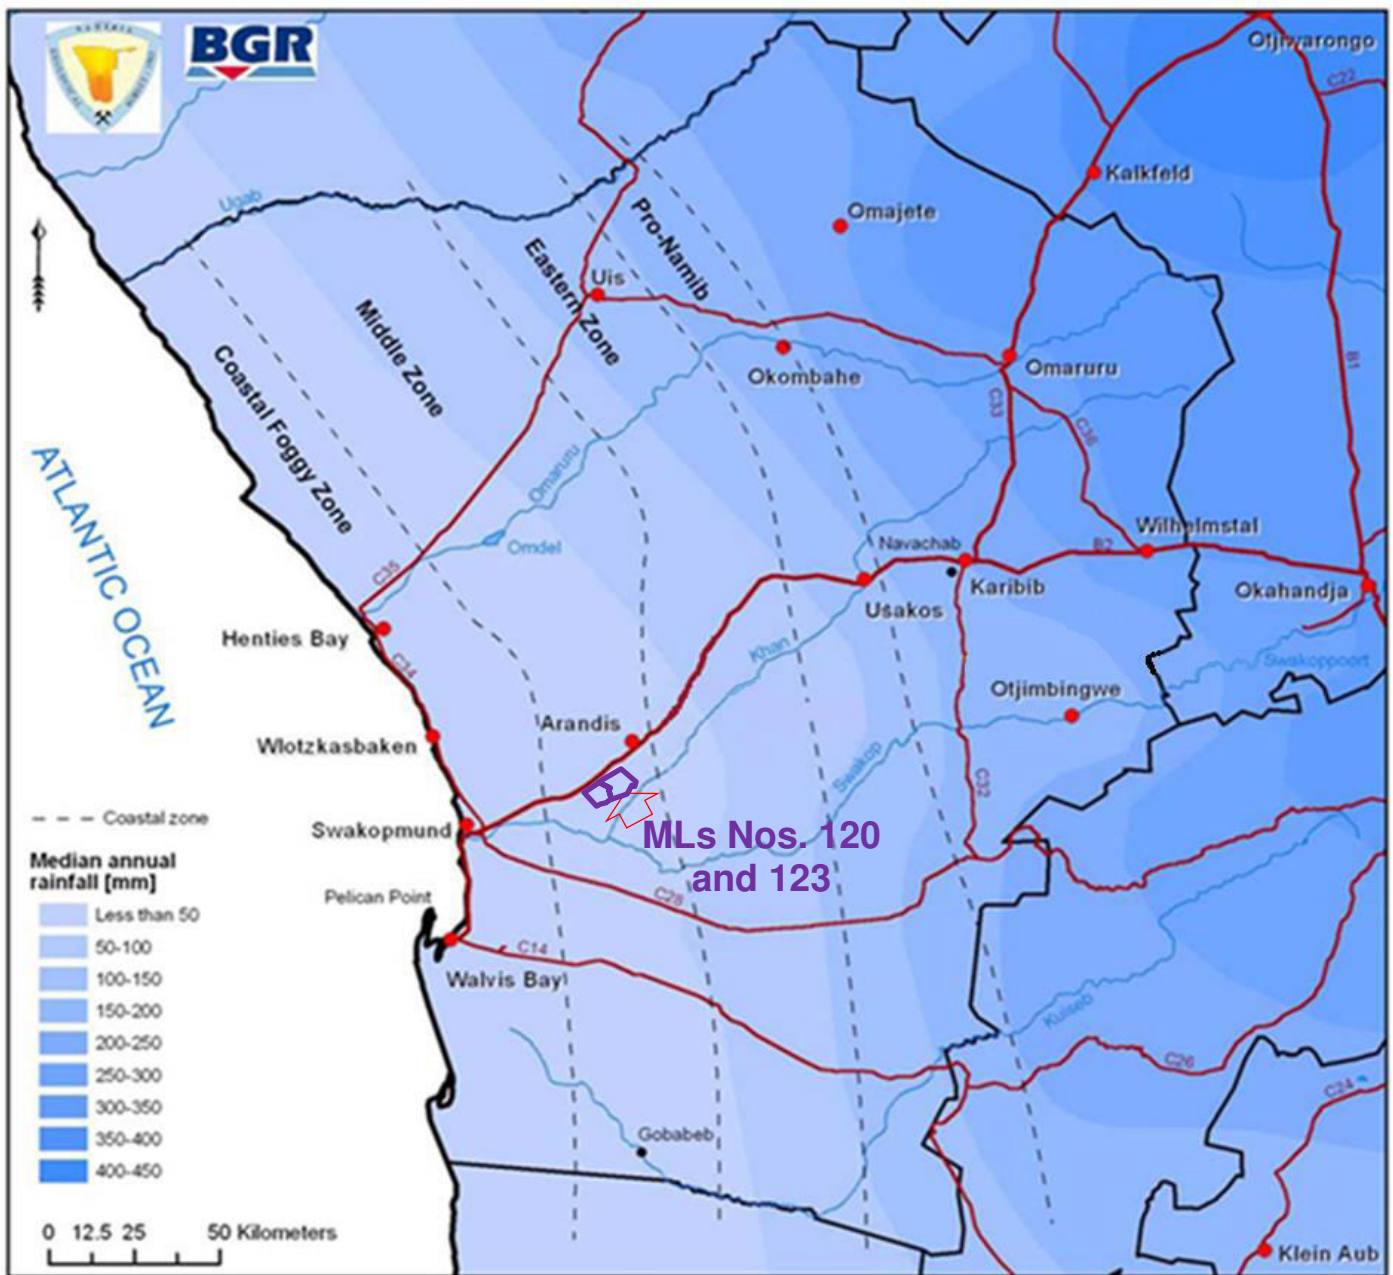 BGR
Otjiwarongo
C22
Kalkfeld
Omajete
Ugab
Pro-Namib
Eastern Zone
Uis
Middle Zone
Coastal Foggy Zone
B1
Okombahe
Omaruru
C33
C36
ATLANTIC OCEAN
Omaruru
Omdel
C35
Wilhelmstal
Navachab
B2
Karibib
Okahandja
Usakos
Henties Bay
C34
Khan
Swakoppoort
Otjimbingwe
Arandis
Wlotzkasbaken
Swakop
C32
Coastal zone
Swakopmund
MLs Nos. 120
and 123
Median annual
rainfall [mm]
Pelican Point
C28
Less than 50
50-100
100-150
150-200
200-250
250-300
300-350
350-400
400-450
C14
Walvis Bay
Kuiseb
C26
C24
Gobabeb
0 12.5 25 50 Kilometers
Klein Aub